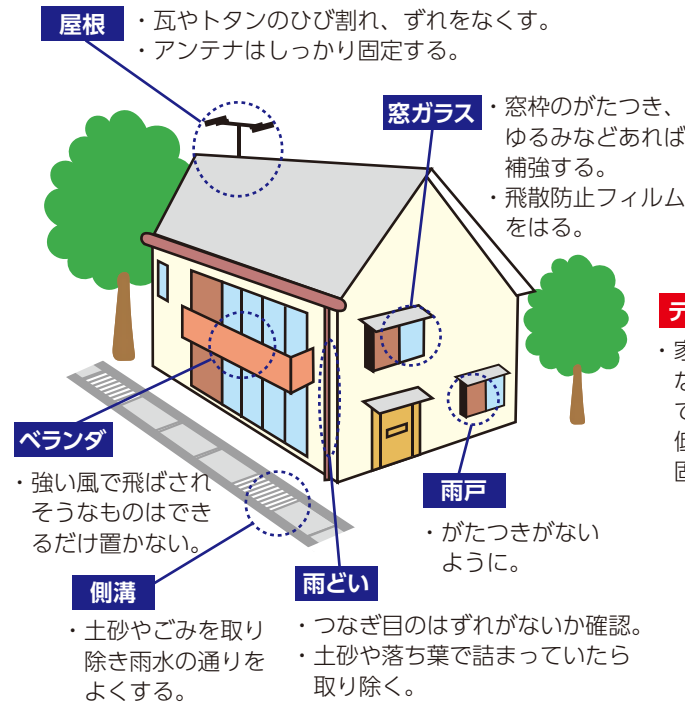 屋根
・瓦やトタンのひび割れ、ずれをなくす。
・アンテナはしっかり固定する。
窓ガラス
・窓枠のがたつき、
ゆるみなどあれば
補強する。
・飛散防止フィルム
をはる。
ベランダ
・強い風で飛ばされ
そうなものはでき
るだけ置かない。
雨戸
・がたつきがない
ように。
側溝
・土砂やごみを取り
除き雨水の通りを
よくする。
雨どい
・つなぎ目のはずれがないか確認。
・土砂や落ち葉で詰まっていたら
取り除く。
・家
な
て